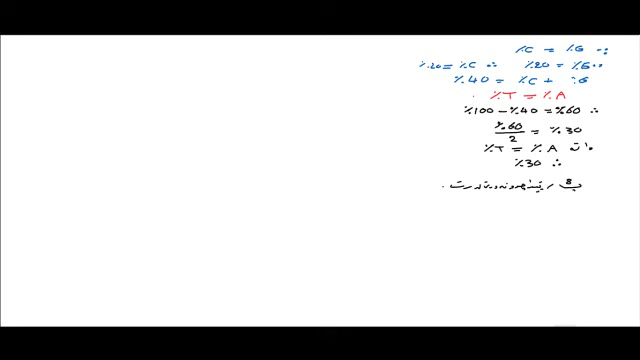 ∵ %G = %C
∵ %G = %20 ∴ %C = %20
%G + %C = %40
%A = %T
∴ %60 = %40 − %100
%60/2 = %30
%A = %T
∴ %30